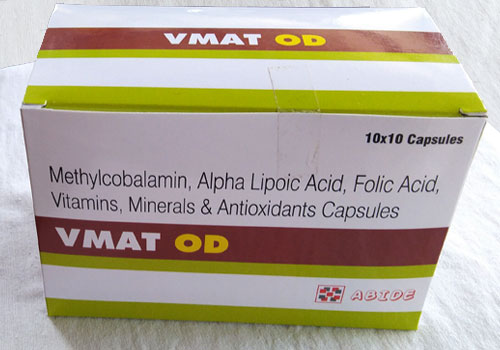 VMAT OD
10x10 Capsules
Methylcobalamin, Alpha Lipoic Acid, Folic Acid,
Vitamins, Minerals & Antioxidants Capsules
VMAT OD
ABIDE